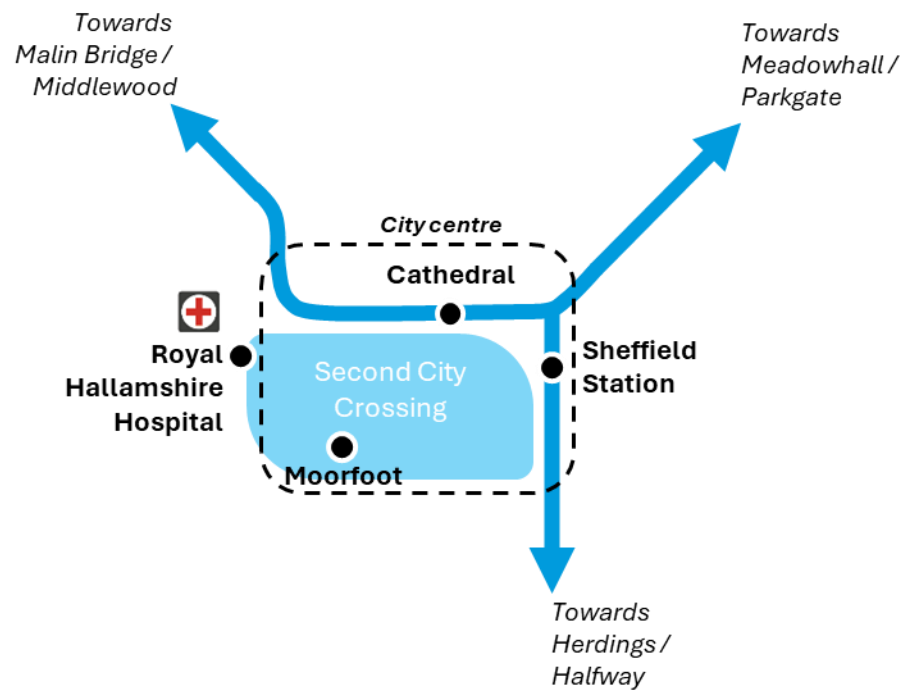 Towards
Malin Bridge /
Middlewood
Towards
Meadowhall /
Parkgate
City centre
Cathedral
Royal
Hallamshire
Hospital
Second City
Crossing
Sheffield
Station
Moorfoot
Towards
Herdings /
Halfway